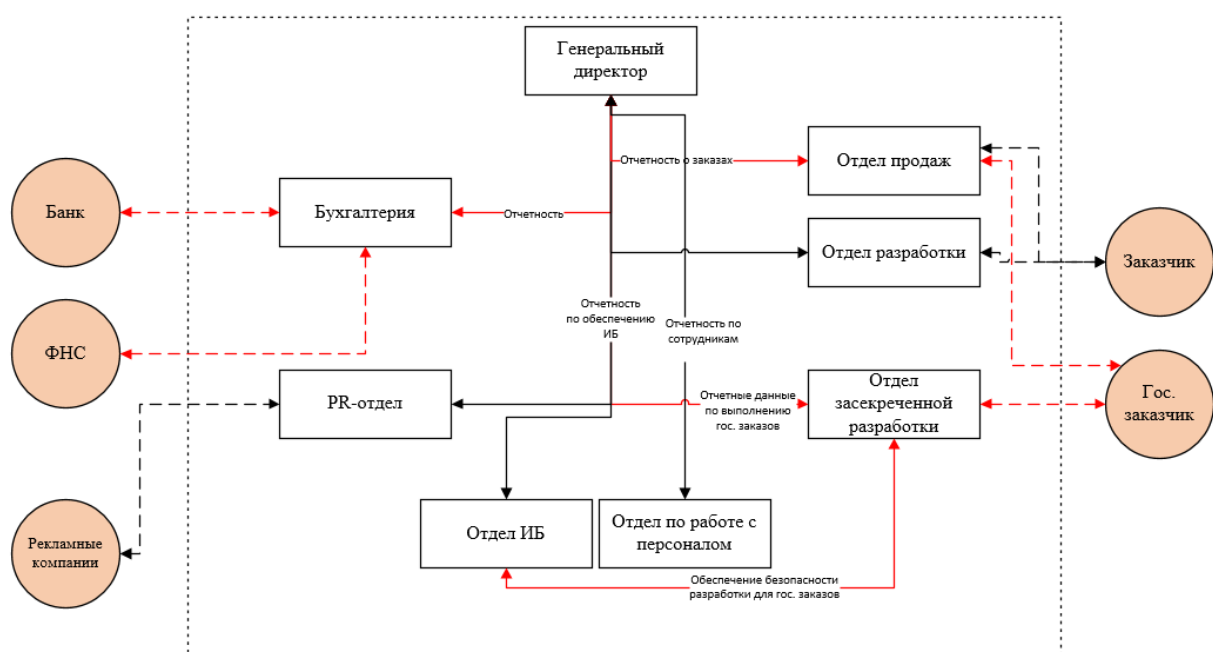 Генеральный
директор
Отчетность о заказах
Отдел продаж
Банк
Бухгалтерия
Отчетность
Отдел разработки
Заказчик
Отчетность
по обеспечению
ИБ
Отчетность по
сотрудникам
ФНС
PR-отдел
Отчетные данные
по выполнению
гос. заказов
Отдел
засекреченной
разработки
Гос.
заказчик
Рекламные
компании
Отдел ИБ
Отдел по работе с
персоналом
Обеспечение безопасности
разработки для гос. заказов